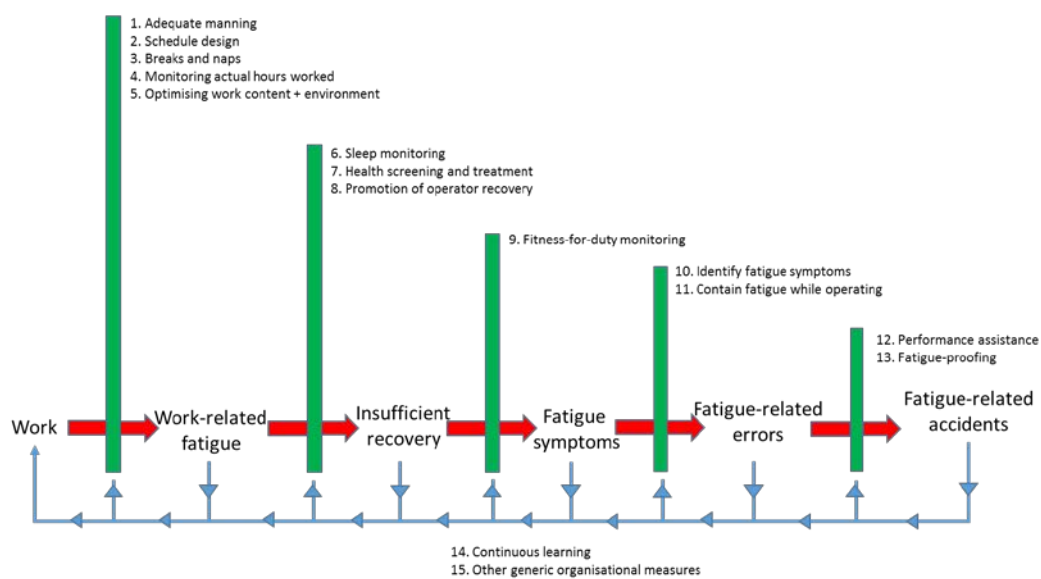 1. Adequate manning
2. Schedule design
3. Breaks and naps
4. Monitoring actual hours worked
5. Optimising work content + environment
6. Sleep monitoring
7. Health screening and treatment
8. Promotion of operator recovery
9. Fitness-for-duty monitoring
10. Identify fatigue symptoms
11. Contain fatigue while operating
12. Performance assistance
13. Fatigue-proofing
Work
Work-related
fatigue
Insufficient
recovery
Fatigue
symptoms
Fatigue-related
errors
Fatigue-related
accidents
14. Continuous learning
15. Other generic organisational measures